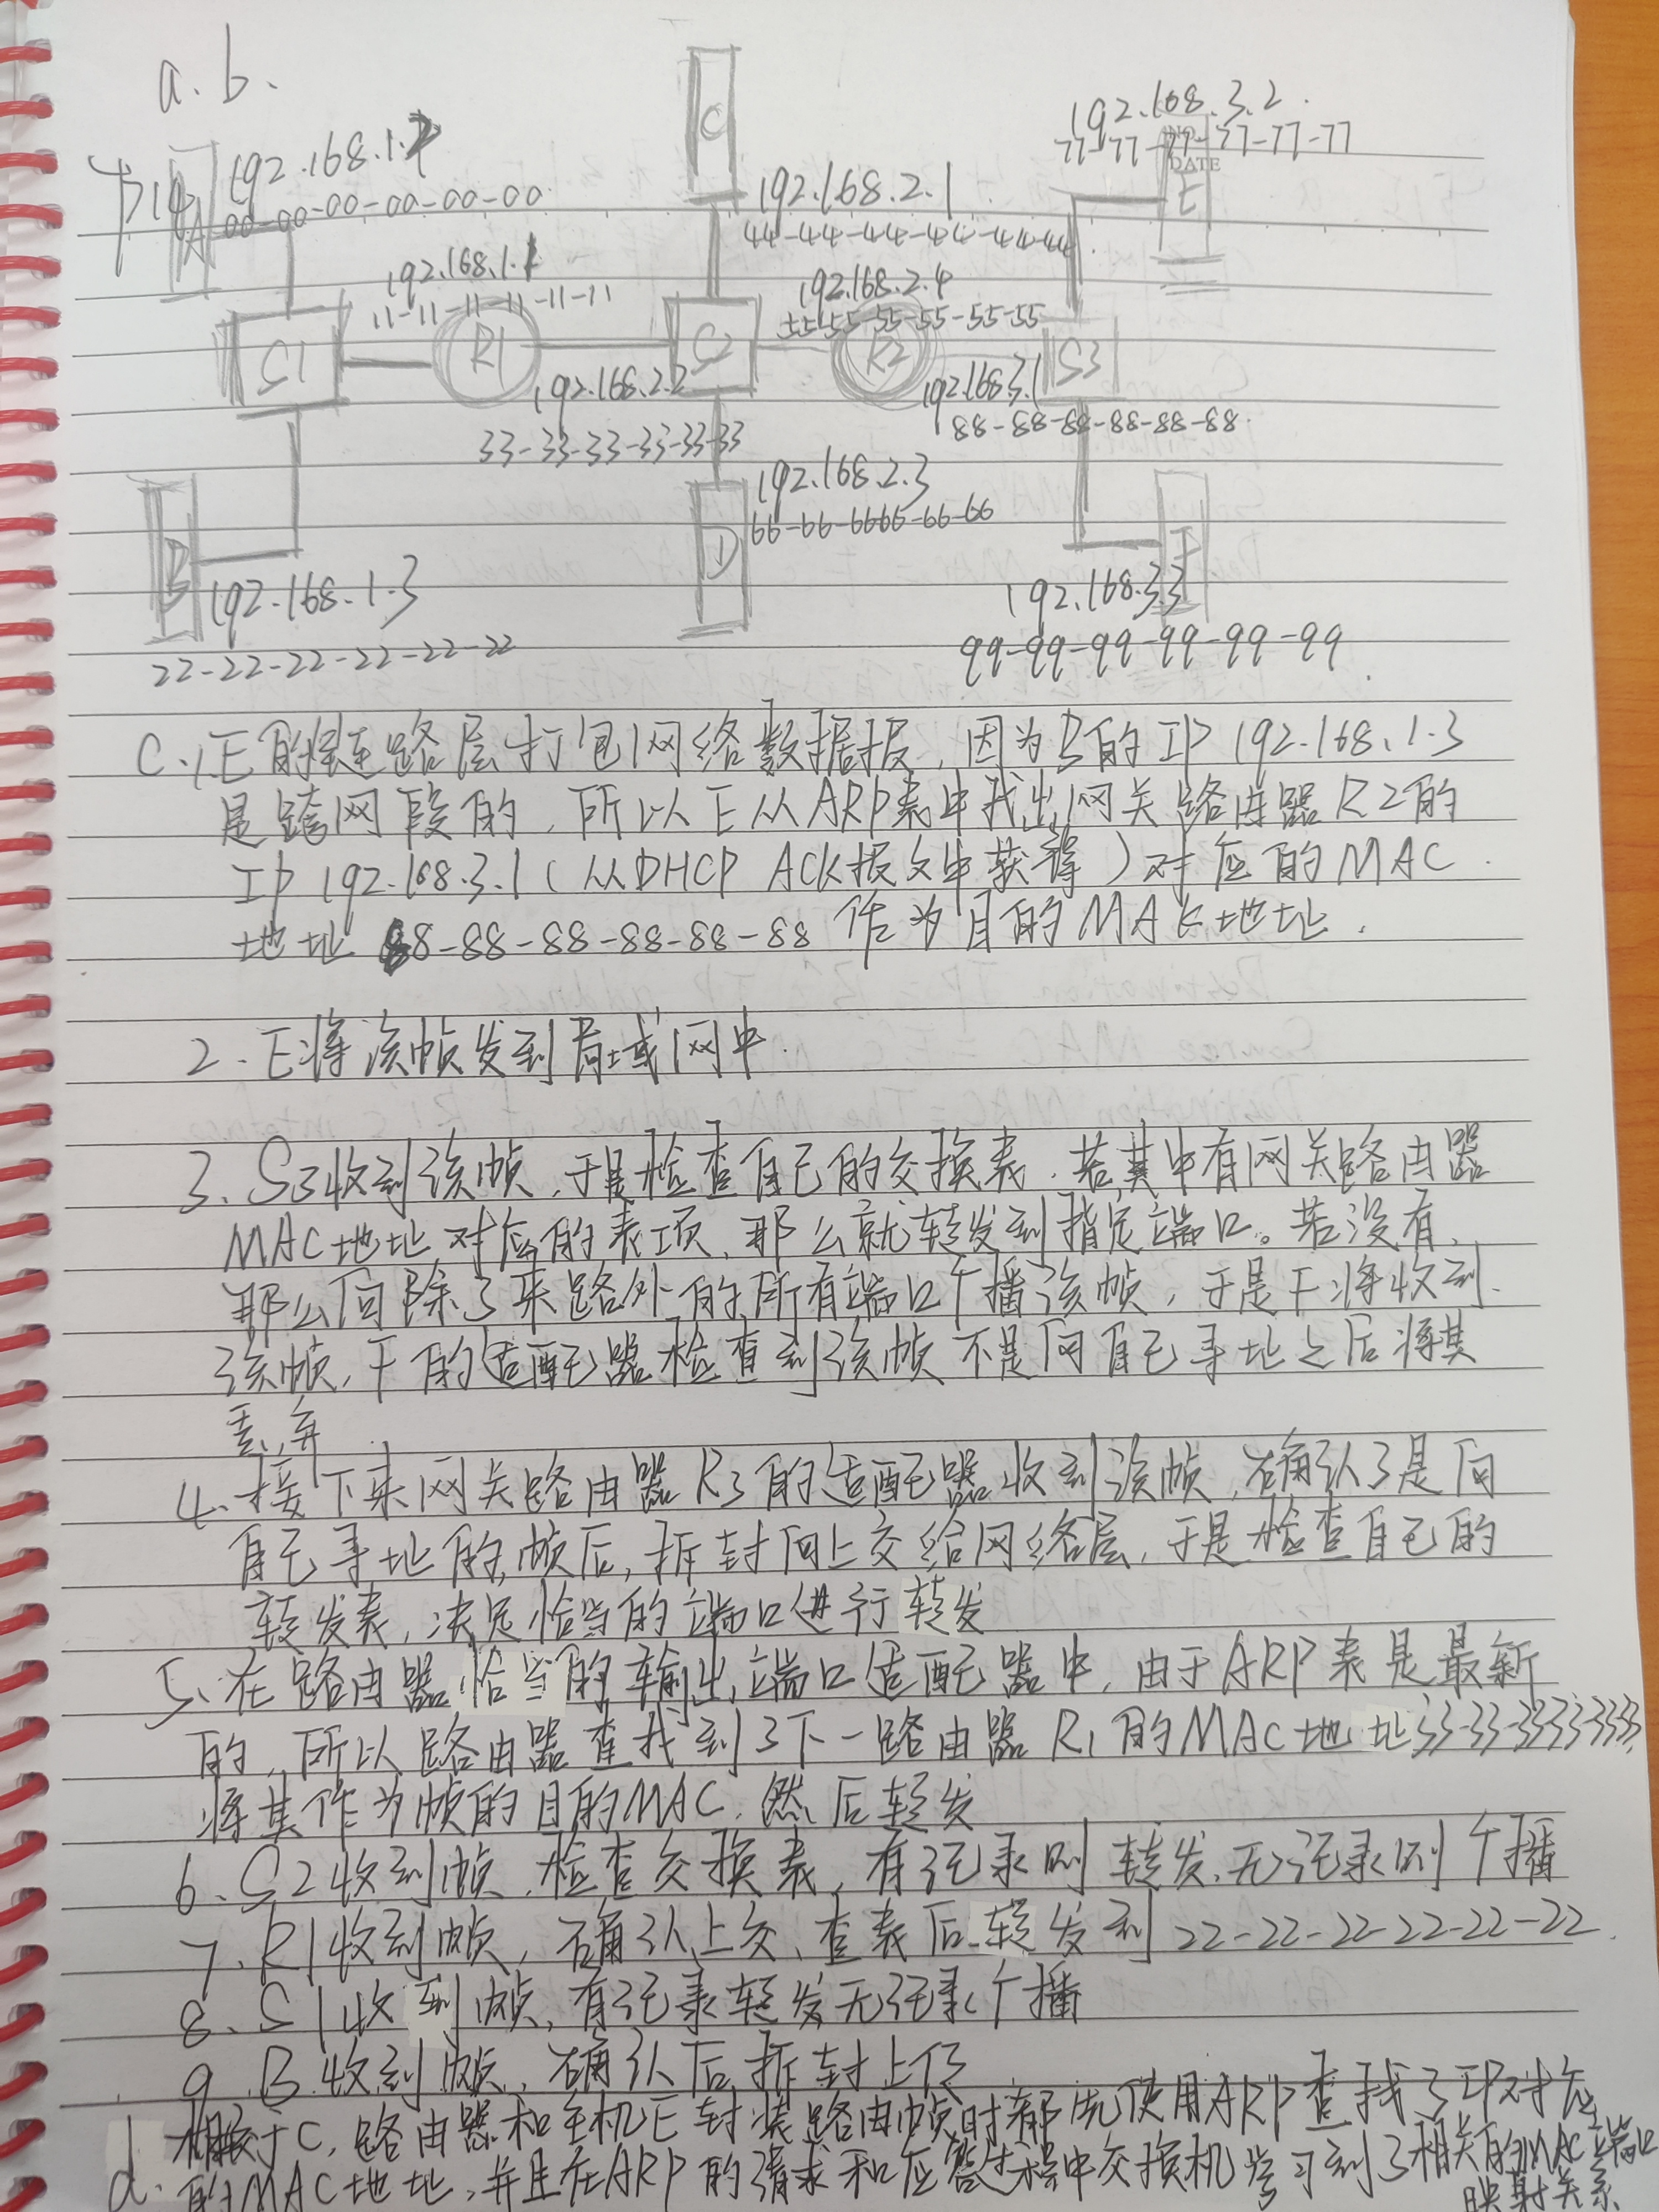 a. b.
P14
A
192.168.1.2
00-00-00-00-00-00
C
192.168.2.1
44-44-44-44-44-44
192.168.3.2
77-77-77-77-77-77
NO.
DATE
E
192.168.1.1
11-11-11-11-11-11
192.168.2.4
55-55-55-55-55-55
S1
R1
S2
R2
S3
192.168.2.2
33-33-33-33-33-33
192.168.3.1
88-88-88-88-88-88
B
192.168.1.3
22-22-22-22-22-22
D
192.168.2.3
66-66-6666-66-66
F
192.168.3.3
99-99-99-99-99-99
C. 1. E的链路层打包网络数据报,因为B的IP 192.168.1.3
是跨网段的,所以E从ARP表中找出网关路由器R2的
IP 192.168.3.1(从DHCP ACK报文中获得)对应的MAC
地址 88-88-88-88-88-88 作为目的MAC地址.
2. E将该帧发到局域网中.
3. S3收到该帧,于是检查自己的交换表.若其中有网关路由器
MAC地址对应的表项,那么就转发到指定端口。若没有,
那么向除了来路外的所有端口广播该帧,于是F将收到
该帧,F的适配器检查到该帧不是向自己寻址之后将其
丢弃.
4. 接下来网关路由器R3的适配器收到该帧,确认了是向
自己寻址的帧后,拆封向上交给网络层,于是检查自己的
转发表,决定恰当的端口进行转发
5. 在路由器恰当的输出端口适配器中,由于ARP表是最新
的,所以路由器查找到了下一路由器R1的MAC地址33-33-3333-3333,
将其作为帧的目的MAC.然后转发
6. S2收到帧,检查交换表,有记录则转发,无记录则广播
7. R1收到帧,确认上交、查表后转发到22-22-22-22-22-22.
8. S1收到帧,有记录转发无记录广播
9. B收到帧,确认后拆封上传
d. 相较于C,路由器和主机E封装路由帧时都先使用ARP查找了IP对应
的MAC地址,并且在ARP的请求和应答过程中交换机学习到了相关的MAC端口
映射关系